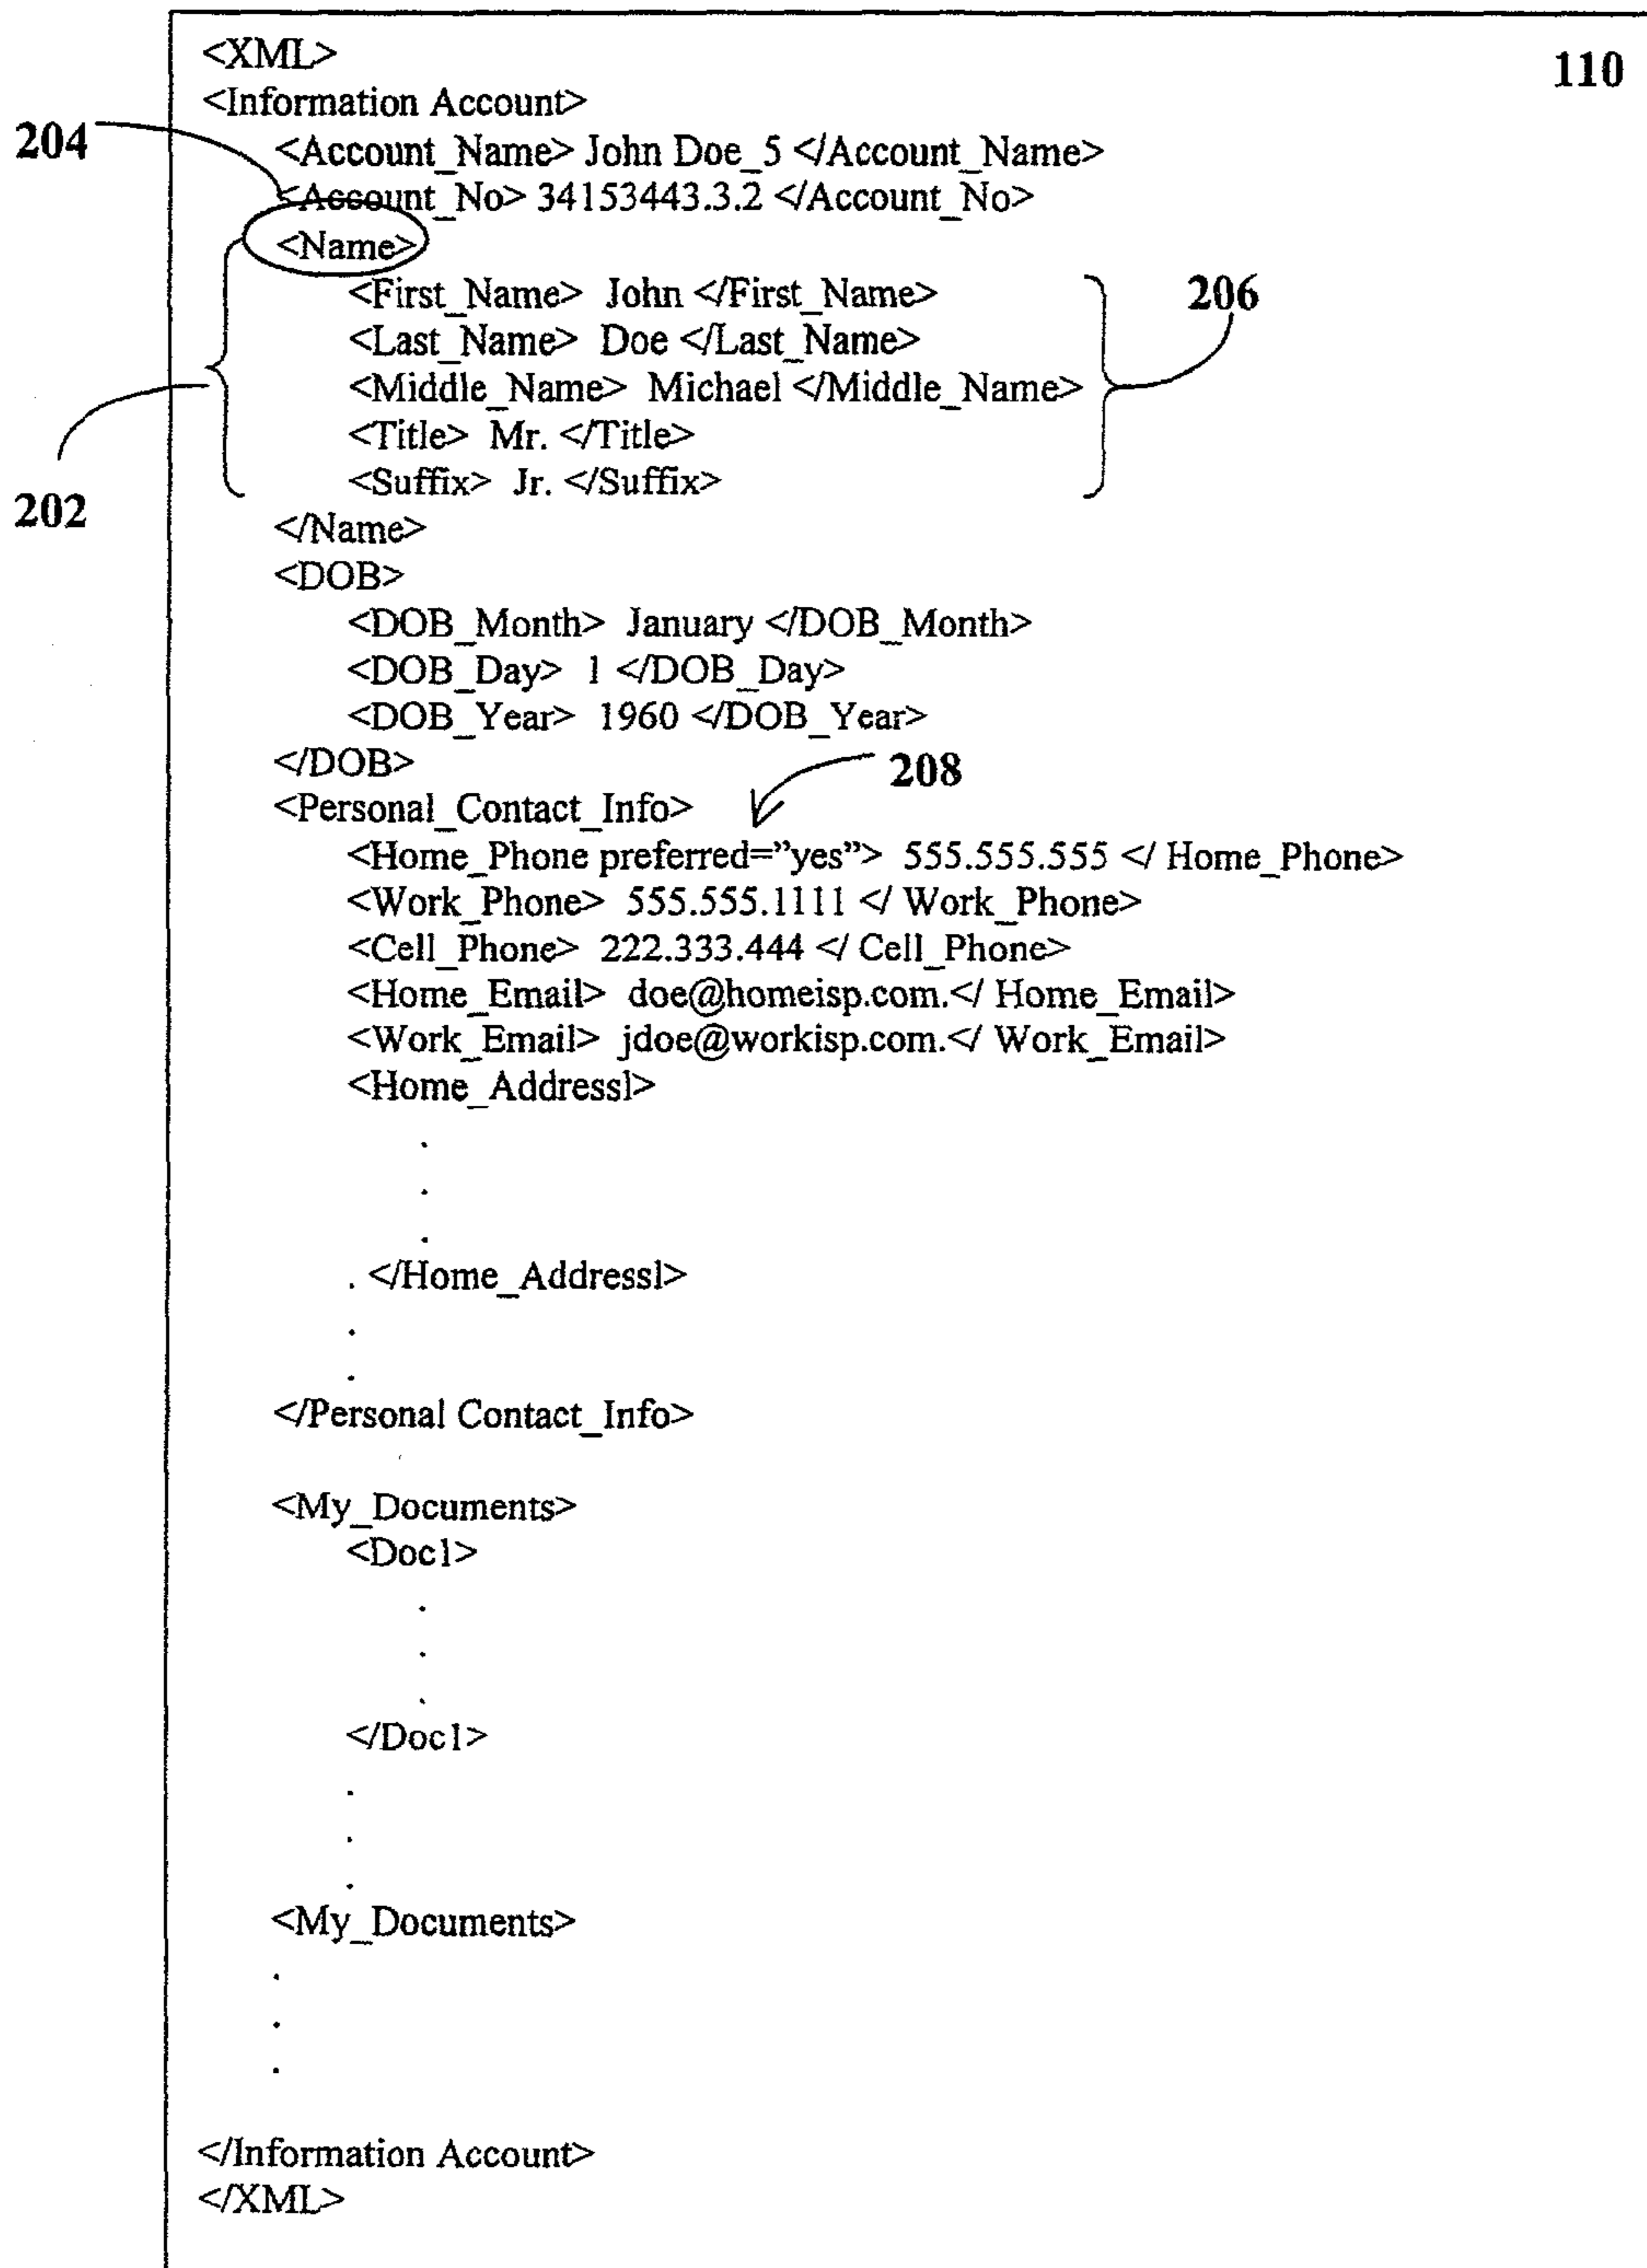 <XML>
110
<Information Account>
204
<Account_Name> John Doe_5 </Account_Name>
<Account_No> 34153443.3.2 </Account_No>
<Name>
<First_Name> John </First_Name>
206
<Last_Name> Doe </Last_Name>
<Middle_Name> Michael </Middle_Name>
<Title> Mr. </Title>
<Suffix> Jr. </Suffix>
202
</Name>
<DOB>
<DOB_Month> January </DOB_Month>
<DOB_Day> 1 </DOB_Day>
<DOB_Year> 1960 </DOB_Year>
</DOB>
208
<Personal_Contact_Info>
<Home_Phone preferred=”yes”> 555.555.555 </ Home_Phone>
<Work_Phone> 555.555.1111 </ Work_Phone>
<Cell_Phone> 222.333.444 </ Cell_Phone>
<Home_Email> doe@homeisp.com.</ Home_Email>
<Work_Email> jdoe@workisp.com.</ Work_Email>
<Home_Addressl>
.
.
.
. </Home_Addressl>
.
.
</Personal Contact_Info>
<My_Documents>
<Doc1>
.
.
.
</Doc1>
.
.
.
<My_Documents>
.
.
.
</Information Account>
</XML>